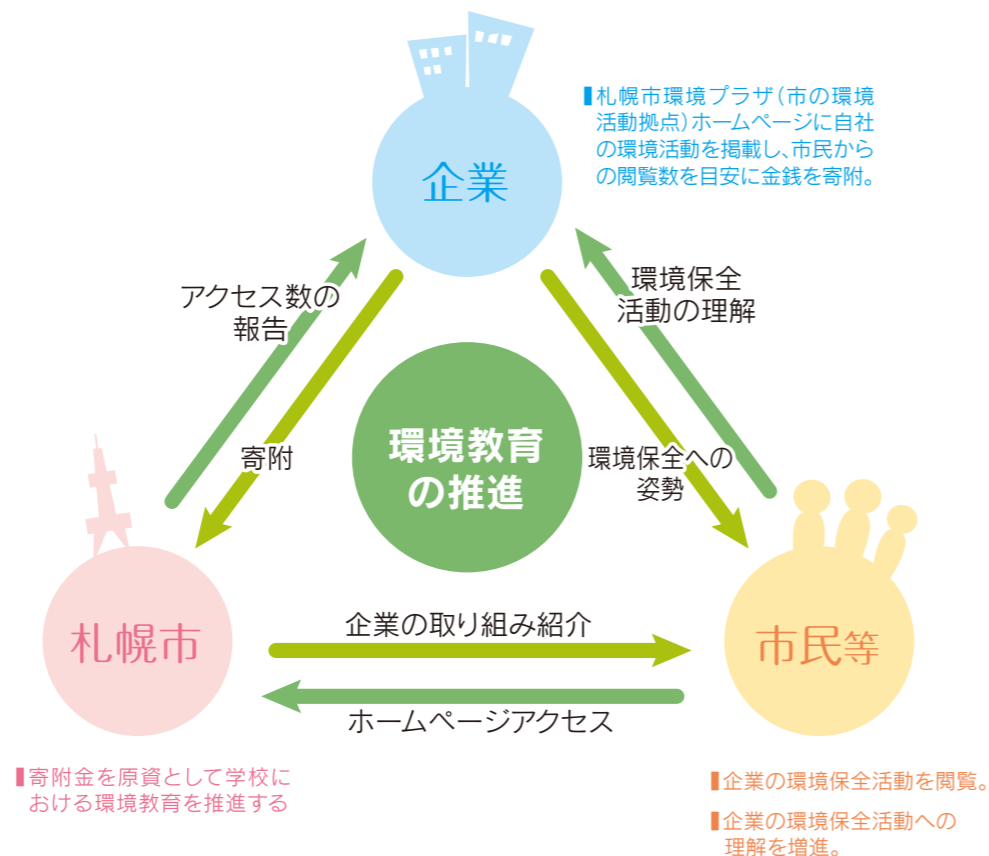 企業
▮札幌市環境プラザ(市の環境
活動拠点)ホームページに自社
の環境活動を掲載し、市民から
の閲覧数を目安に金銭を寄附。
アクセス数の
報告
環境保全
活動の理解
寄附
環境教育
の推進
環境保全への
姿勢
札幌市
企業の取り組み紹介
ホームページアクセス
市民等
▮寄附金を原資として学校に
おける環境教育を推進する
▮企業の環境保全活動を閲覧。
▮企業の環境保全活動への
理解を増進。